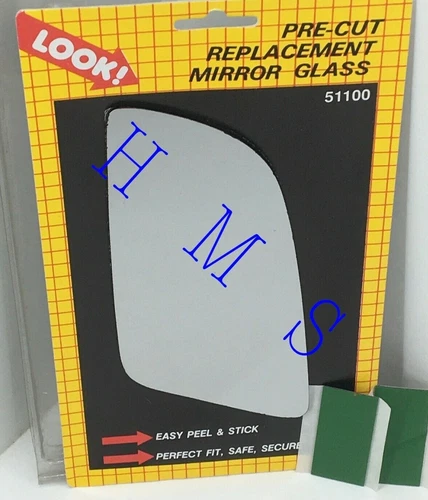 LOOK!
PRE-CUT
REPLACEMENT
MIRROR GLASS
51100
H M S
EASY PEEL & STICK
PERFECT FIT, SAFE, SECURE